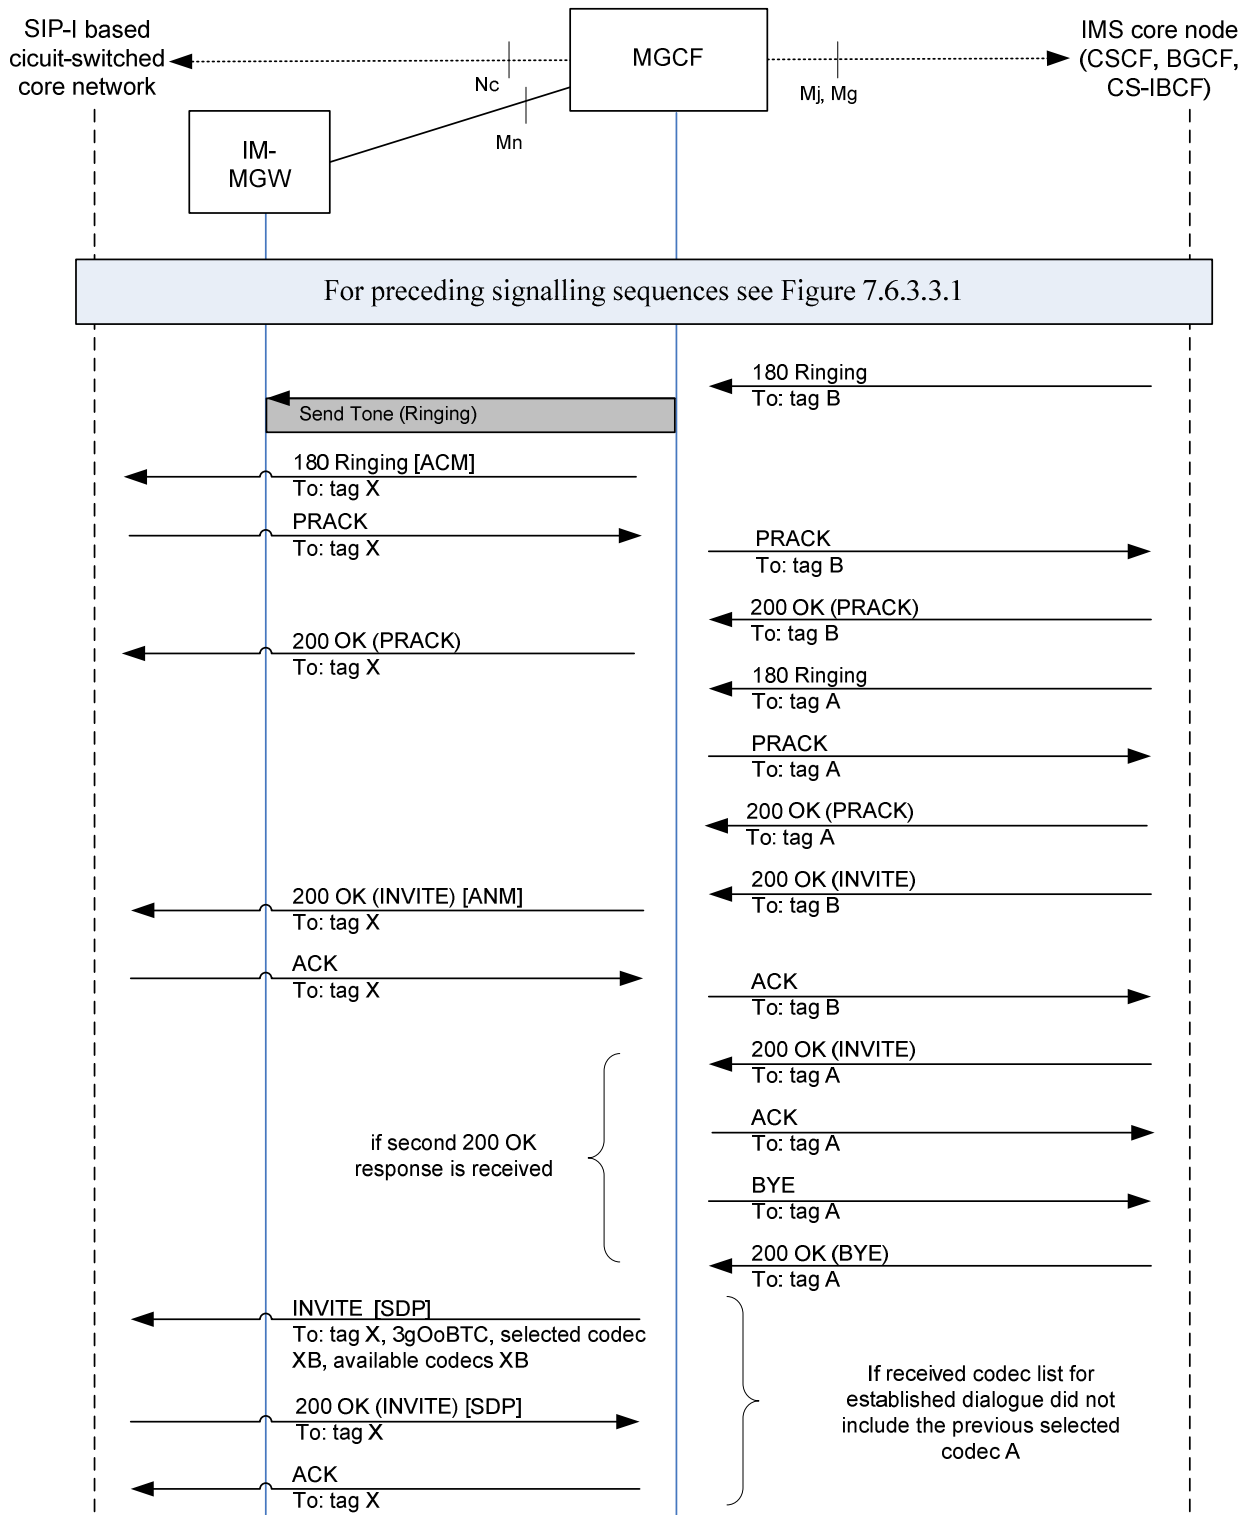 SIP-I based
cicuit-switched
core network
MGCF
IMS core node
(CSCF, BGCF,
CS-IBCF)
Nc
Mj, Mg
Mn
IM-
MGW
For preceding signalling sequences see Figure 7.6.3.3.1
180 Ringing
To: tag B
Send Tone (Ringing)
180 Ringing [ACM]
To: tag X
PRACK
To: tag X
PRACK
To: tag B
200 OK (PRACK)
To: tag B
200 OK (PRACK)
To: tag X
180 Ringing
To: tag A
PRACK
To: tag A
200 OK (PRACK)
To: tag A
200 OK (INVITE)
To: tag B
200 OK (INVITE) [ANM]
To: tag X
ACK
To: tag X
ACK
To: tag B
200 OK (INVITE)
To: tag A
ACK
To: tag A
if second 200 OK
response is received
BYE
To: tag A
200 OK (BYE)
To: tag A
INVITE [SDP]
To: tag X, 3gOoBTC, selected codec
XB, available codecs XB
If received codec list for
established dialogue did not
include the previous selected
codec A
200 OK (INVITE) [SDP]
To: tag X
ACK
To: tag X